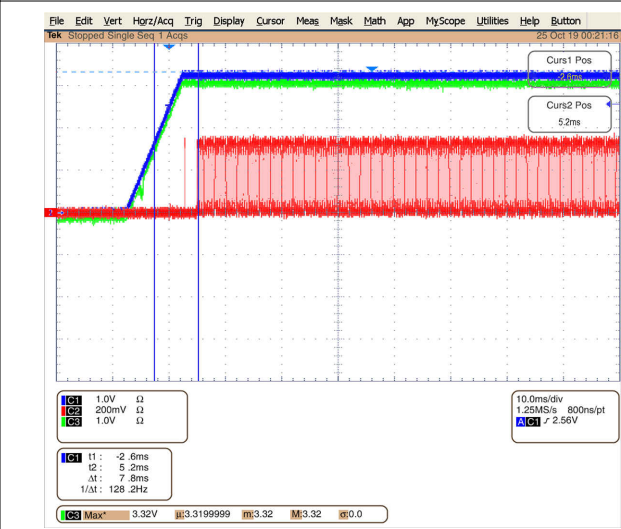 File Edit Vert Horz/Acq Trig Display Cursor Meas Mask Math App MyScope Utilities Help Button
Tek Stopped Single Seq 1 Acqs 25 Oct 19 00:21:16
Curs1 Pos
-2.6ms
Curs2 Pos
5.2ms
C1 1.0V Ω
C2 200mV Ω
C3 1.0V Ω
10.0ms/div
1.25MS/s 800ns/pt
A C1 ∫ 2.56V
C1 t1 : -2 .6ms
t2 : 5 .2ms
Δt : 7 .8ms
1/Δt : 128 .2Hz
C3 Max* 3.32V µ:3.3199999 m:3.32 M:3.32 σ:0.0